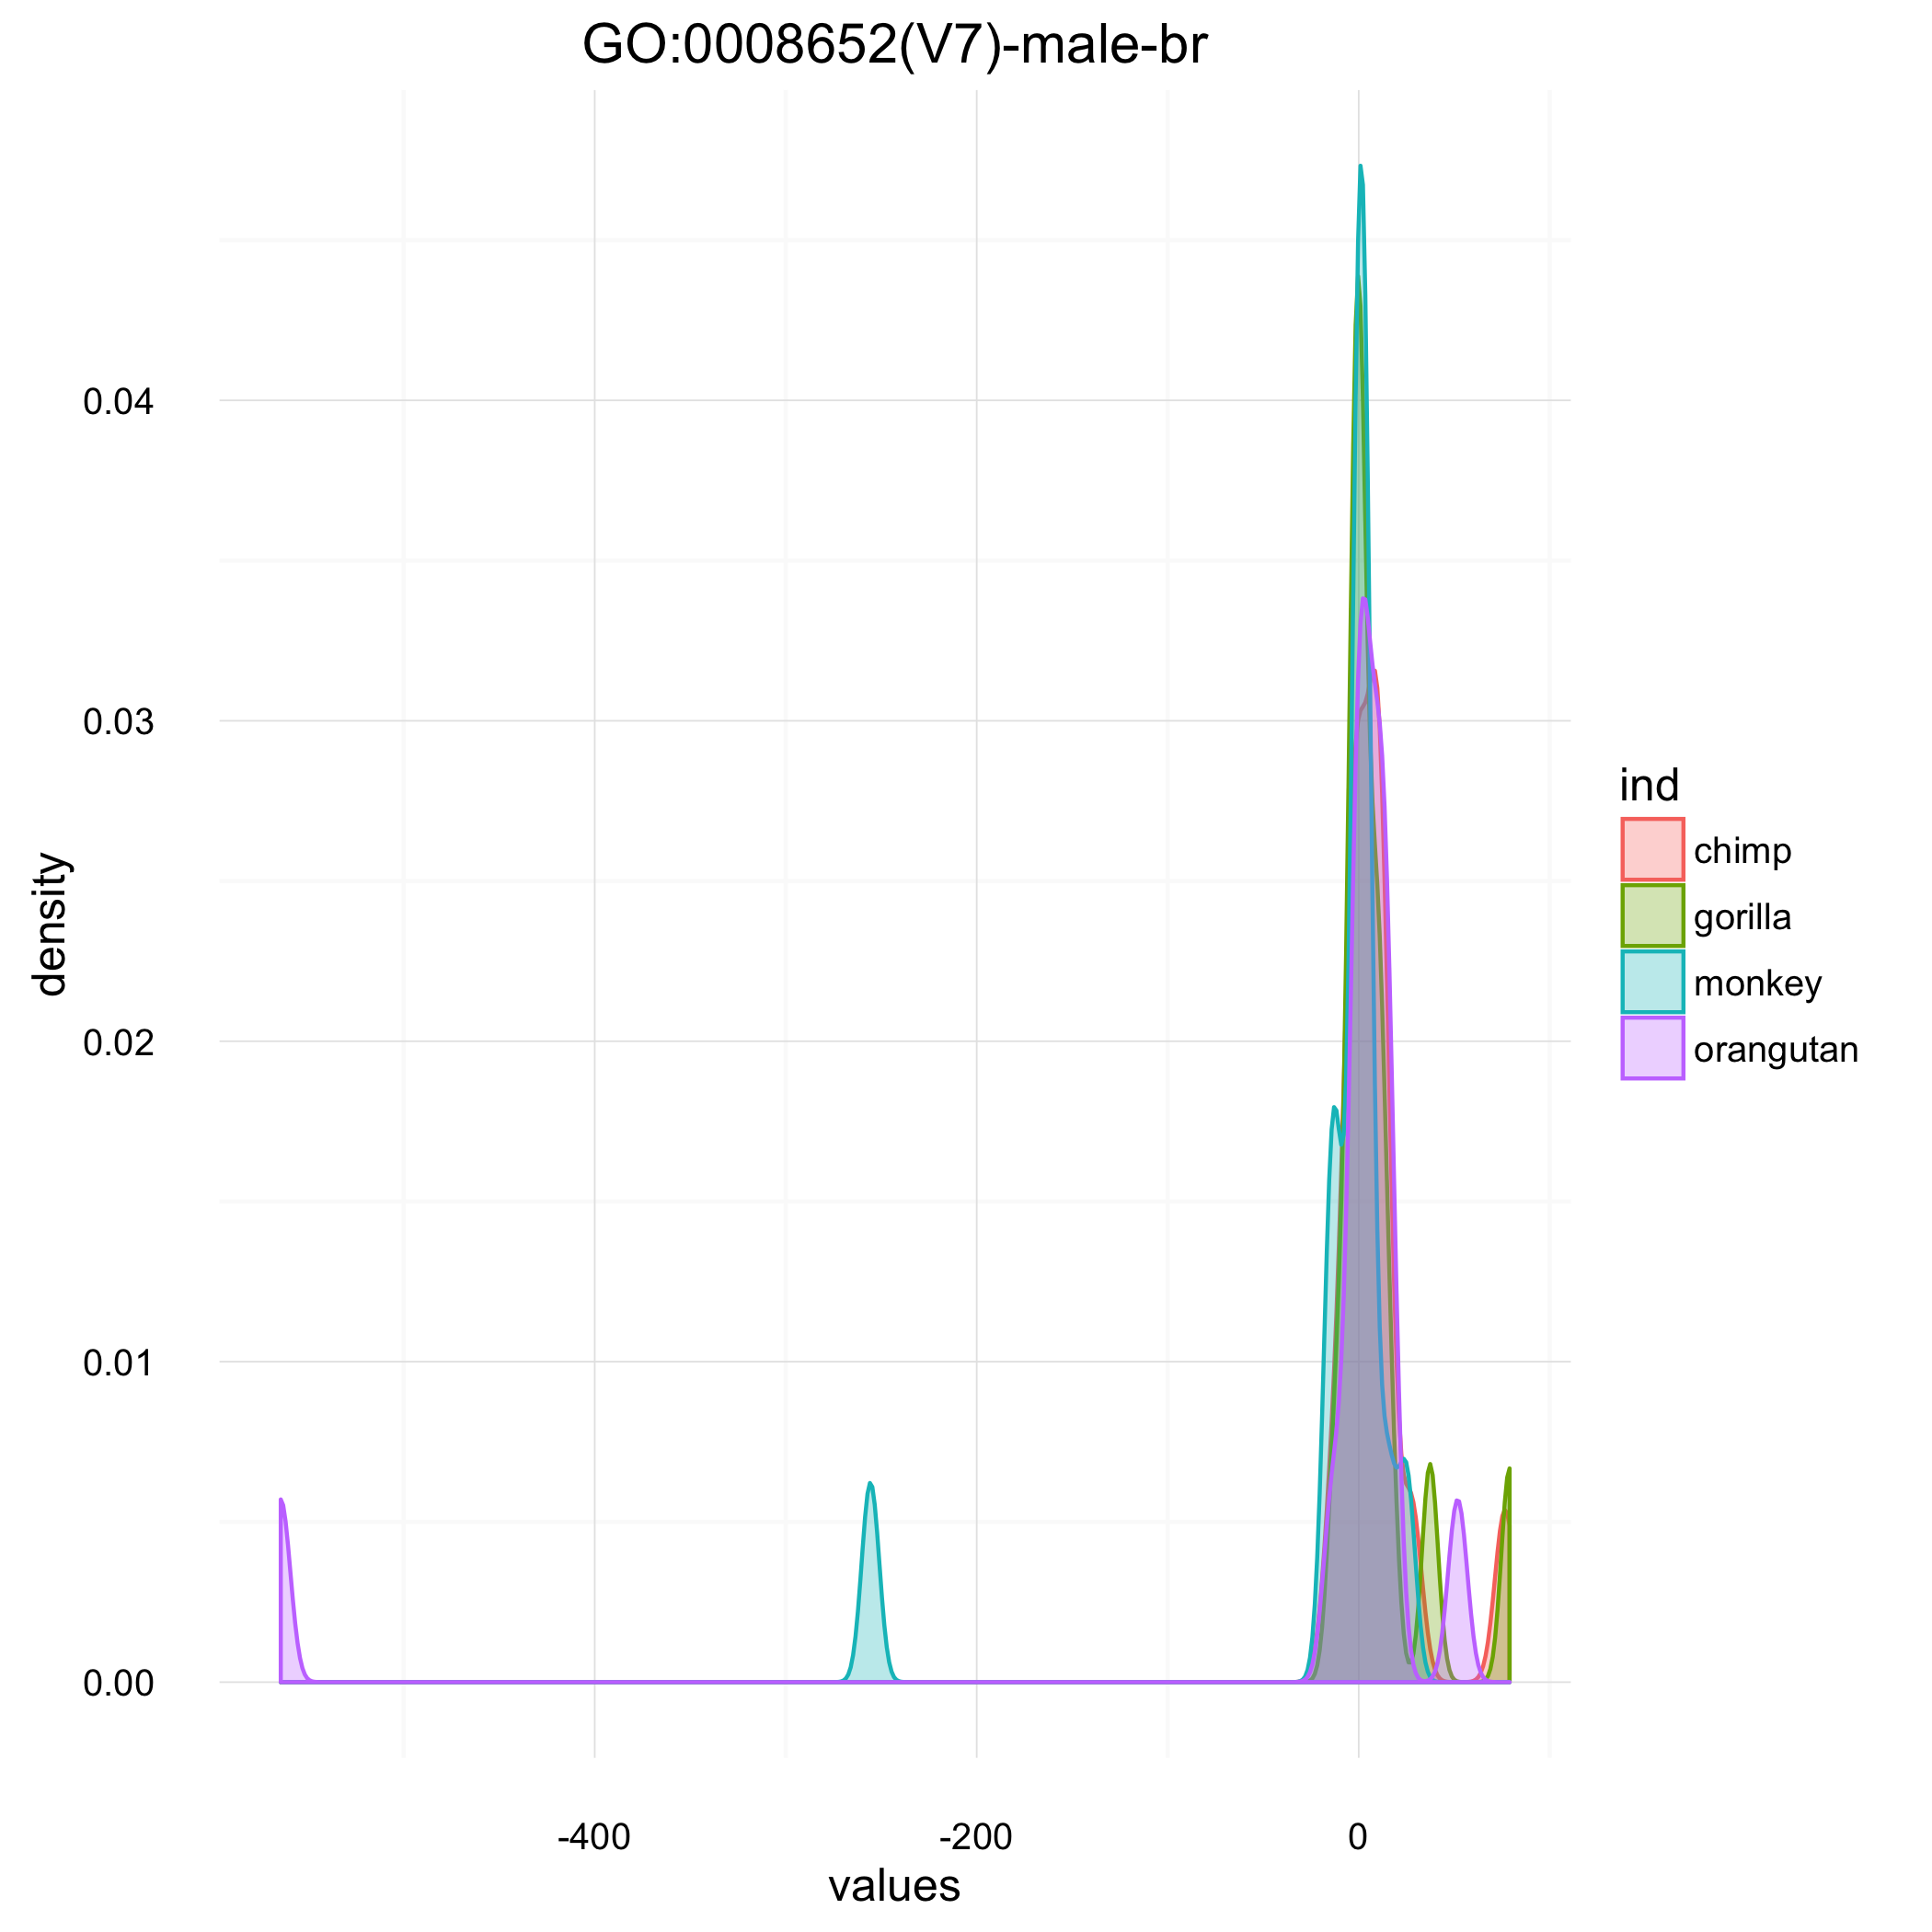 GO:0008652(V7)-male-br
0.04
0.03
0.02
0.01
0.00
density
-400 -200 0
values
ind
chimp
gorilla
monkey
orangutan